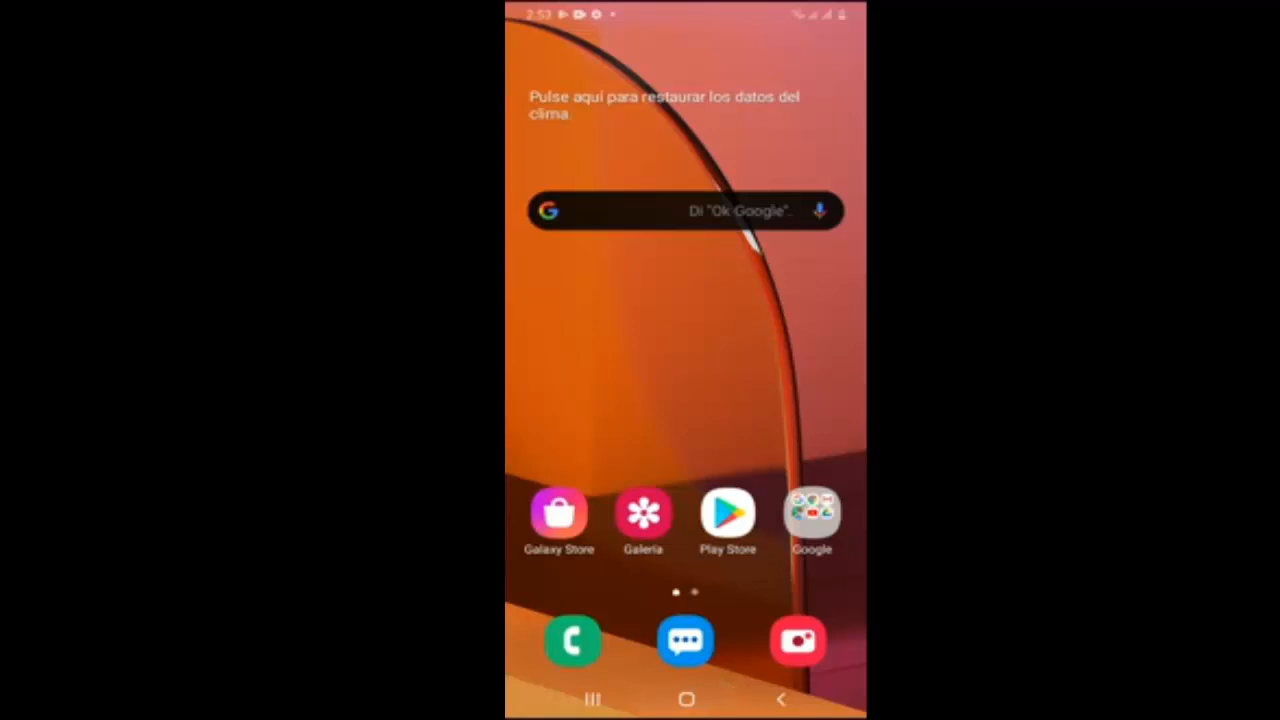 2:53
Pulse aquí para restaurar los datos del
clima.
Di "Ok Google".
Galaxy Store
Galería
Play Store
Google